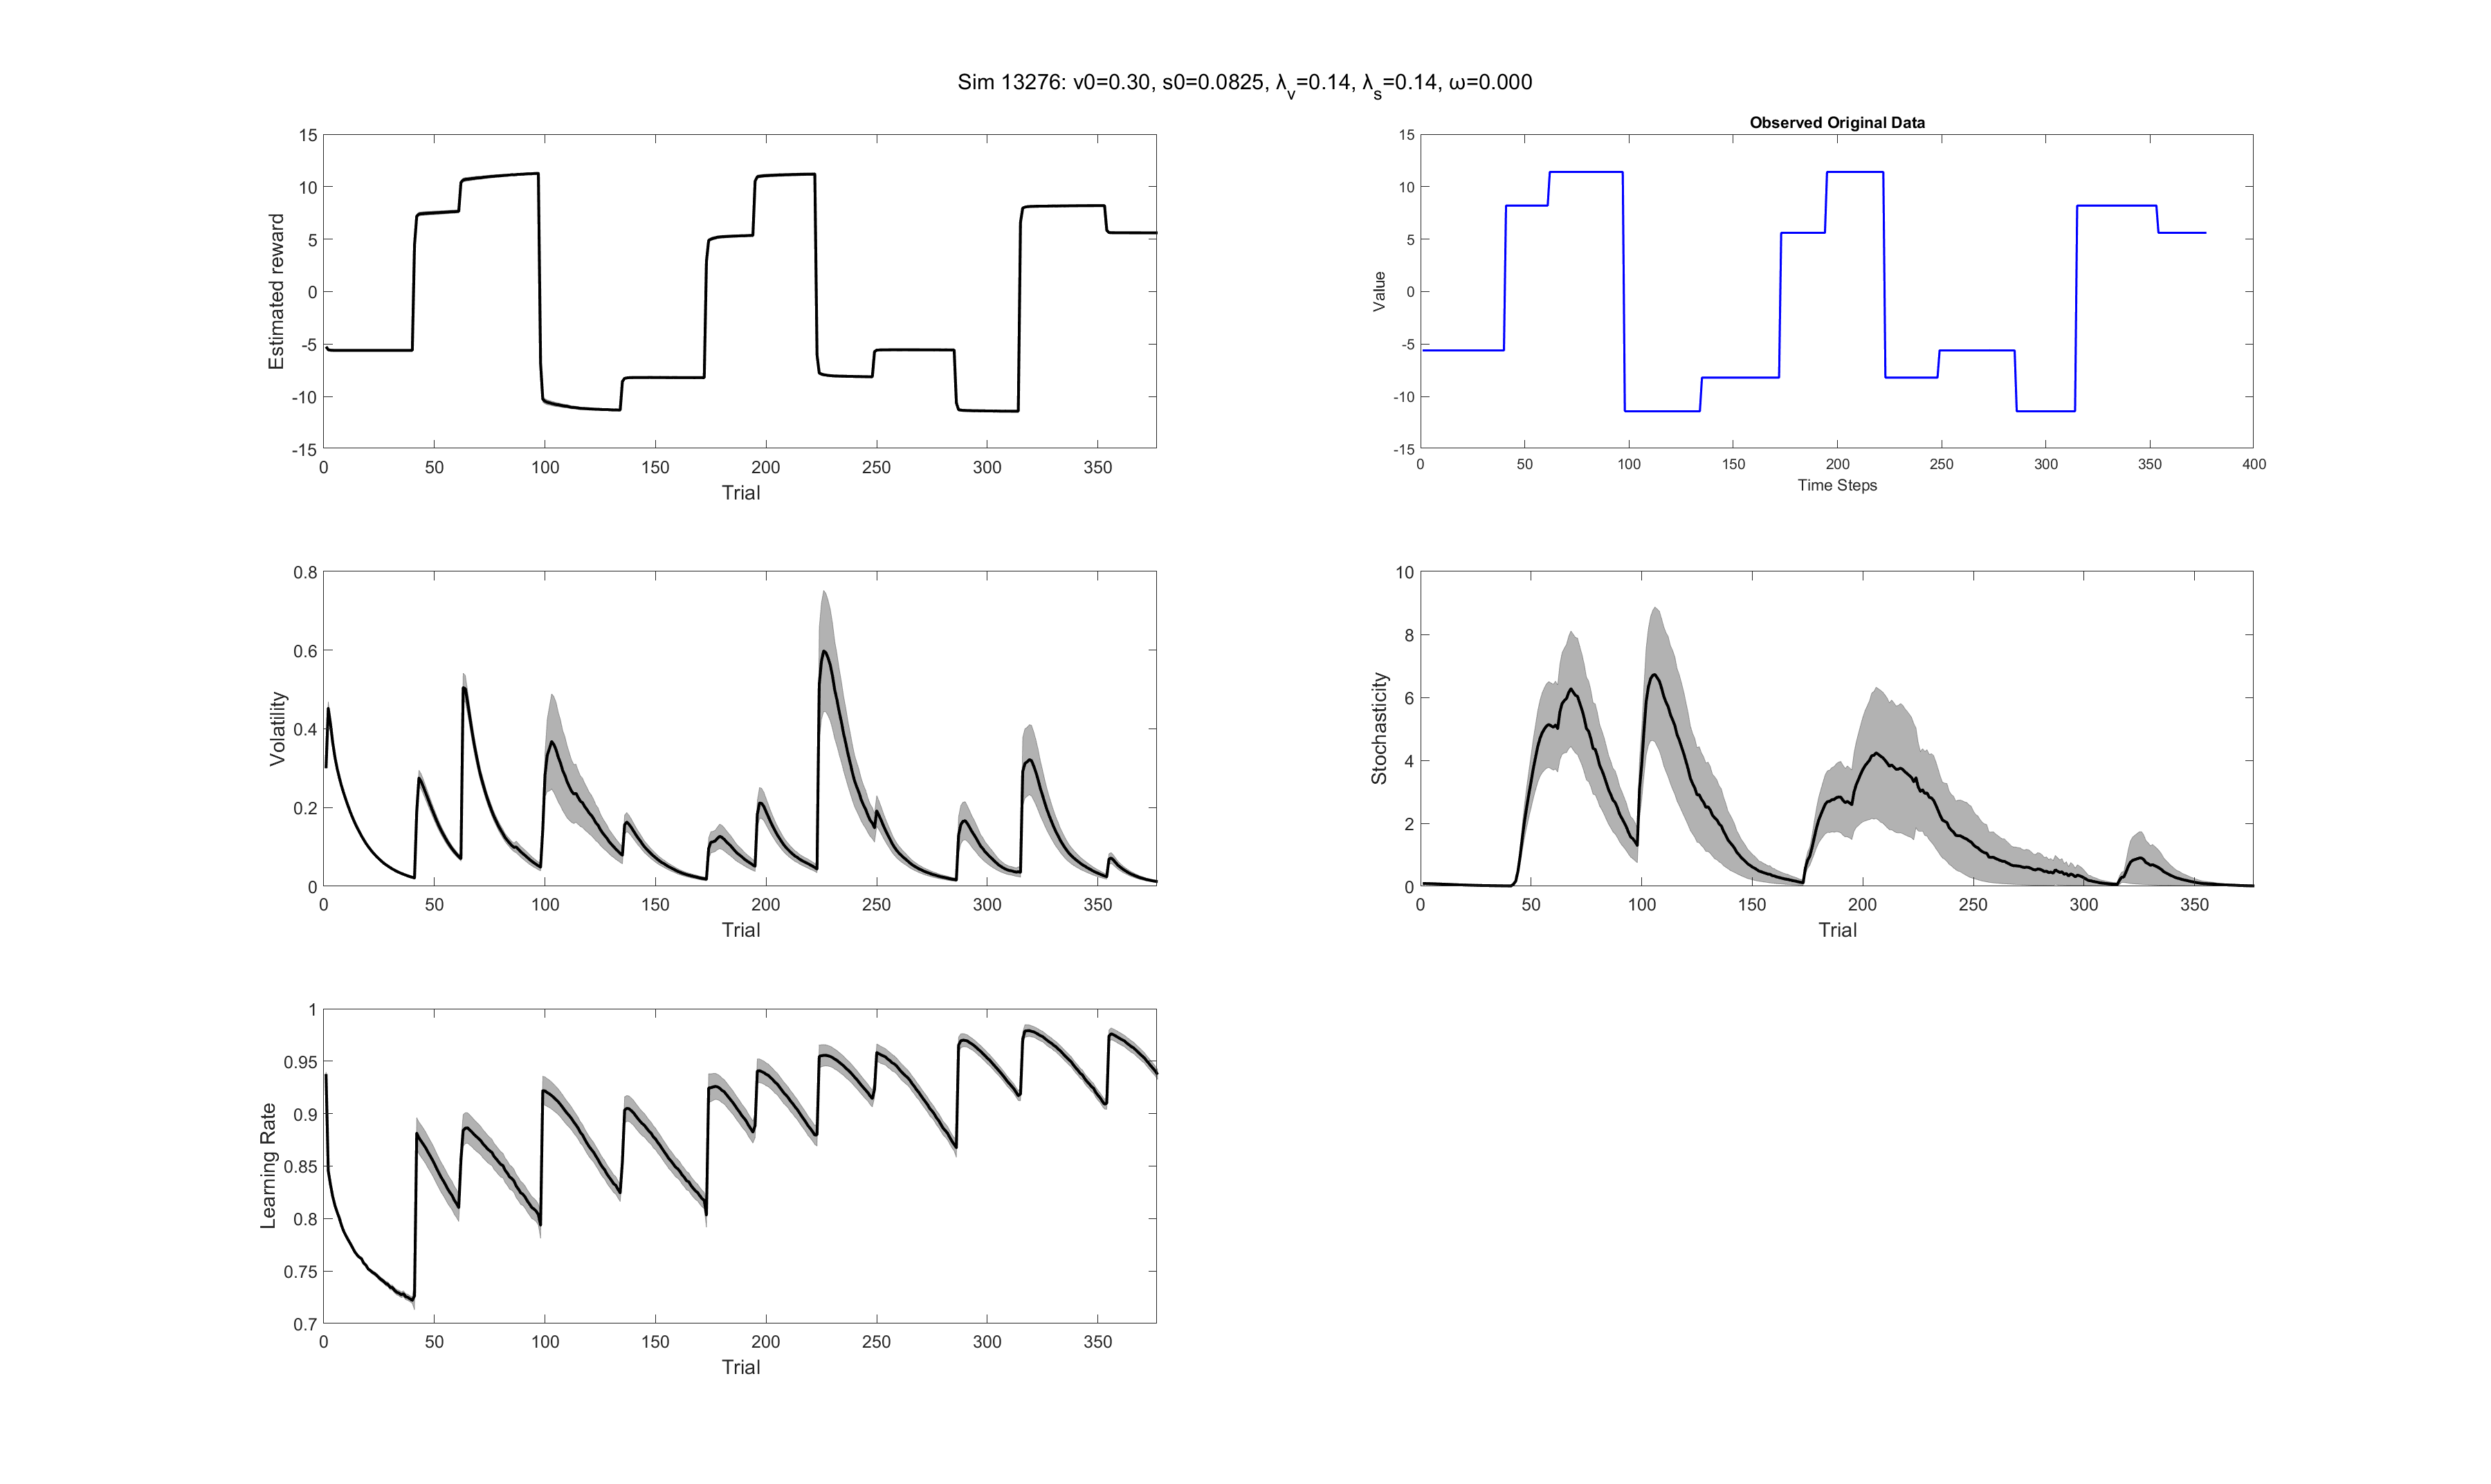 Sim 13276: v0=0.30, s0=0.0825, λv=0.14, λs=0.14, ω=0.000
15
10
5
0
-5
-10
-15
Estimated reward
0 50 100 150 200 250 300 350
Trial
Observed Original Data
15
10
5
0
-5
-10
-15
Value
0 50 100 150 200 250 300 350 400
Time Steps
0.8
0.6
0.4
0.2
0
Volatility
0 50 100 150 200 250 300 350
Trial
10
8
6
4
2
0
Stochasticity
0 50 100 150 200 250 300 350
Trial
1
0.95
0.9
0.85
0.8
0.75
0.7
Learning Rate
0 50 100 150 200 250 300 350
Trial